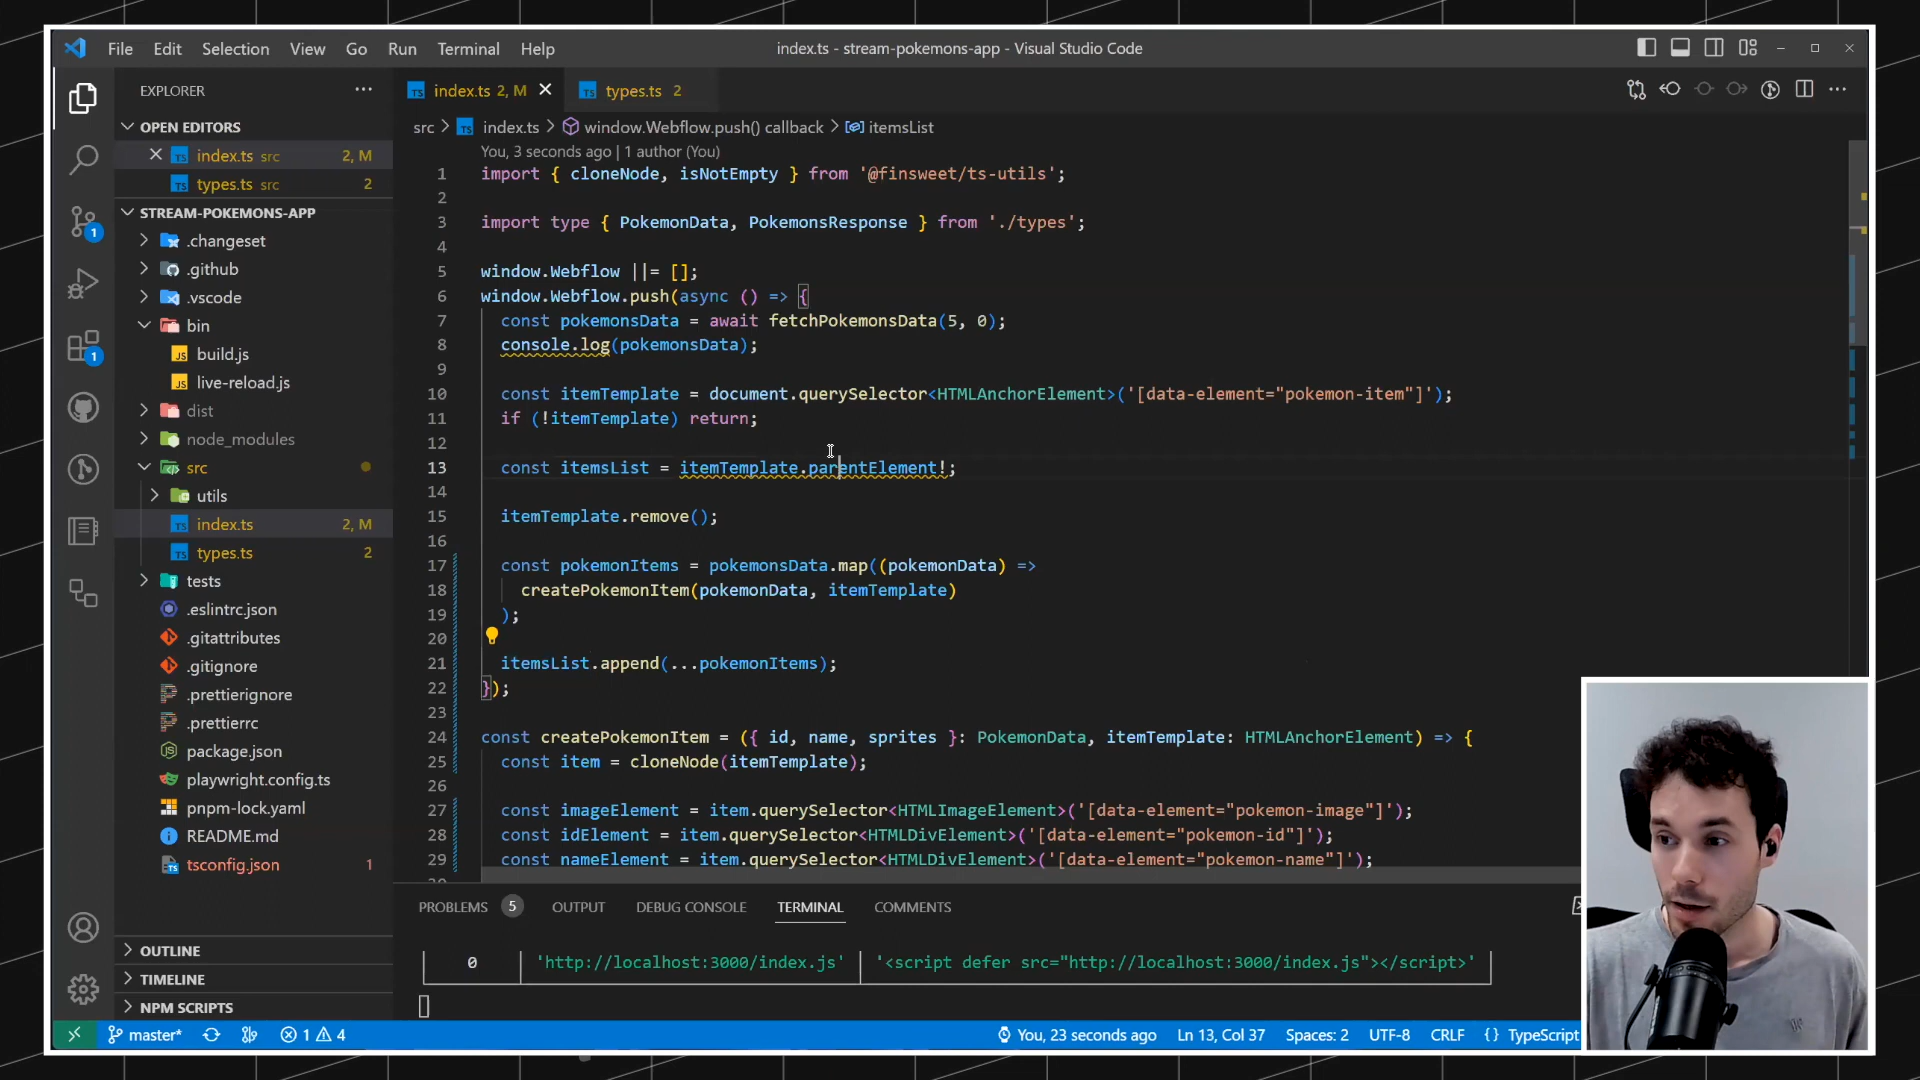 File Edit Selection View Go Run Terminal Help
index.ts - stream-pokemons-app - Visual Studio Code
EXPLORER
OPEN EDITORS
index.ts src 2, M
types.ts src 2
STREAM-POKEMONS-APP
.changeset
.github
.vscode
bin
build.js
live-reload.js
dist
node_modules
src
utils
index.ts 2, M
types.ts 2
tests
.eslintrc.json
.gitattributes
.gitignore
.prettierignore
.prettierrc
package.json
playwright.config.ts
pnpm-lock.yaml
README.md
tsconfig.json 1
OUTLINE
TIMELINE
NPM SCRIPTS
1
1
index.ts 2, M
types.ts 2
src > index.ts > window.Webflow.push() callback > itemsList
You, 3 seconds ago | 1 author (You)
1 import { cloneNode, isNotEmpty } from '@finsweet/ts-utils';
2
3 import type { PokemonData, PokemonsResponse } from './types';
4
5 window.Webflow ||= [];
6 window.Webflow.push(async () => {
7 const pokemonsData = await fetchPokemonsData(5, 0);
8 console.log(pokemonsData);
9
10 const itemTemplate = document.querySelector<HTMLAnchorElement>('[data-element="pokemon-item"]');
11 if (!itemTemplate) return;
12
13 const itemsList = itemTemplate.parentElement!;
14
15 itemTemplate.remove();
16
17 const pokemonItems = pokemonsData.map((pokemonData) =>
18 createPokemonItem(pokemonData, itemTemplate)
19 );
20
21 itemsList.append(...pokemonItems);
22 });
23
24 const createPokemonItem = ({ id, name, sprites }: PokemonData, itemTemplate: HTMLAnchorElement) => {
25 const item = cloneNode(itemTemplate);
26
27 const imageElement = item.querySelector<HTMLImageElement>('[data-element="pokemon-image"]');
28 const idElement = item.querySelector<HTMLDivElement>('[data-element="pokemon-id"]');
29 const nameElement = item.querySelector<HTMLDivElement>('[data-element="pokemon-name"]');
PROBLEMS 5 OUTPUT DEBUG CONSOLE TERMINAL COMMENTS
0 'http://localhost:3000/index.js' '<script defer src="http://localhost:3000/index.js"></script>'
master* 1 4 You, 23 seconds ago Ln 13, Col 37 Spaces: 2 UTF-8 CRLF {} TypeScript